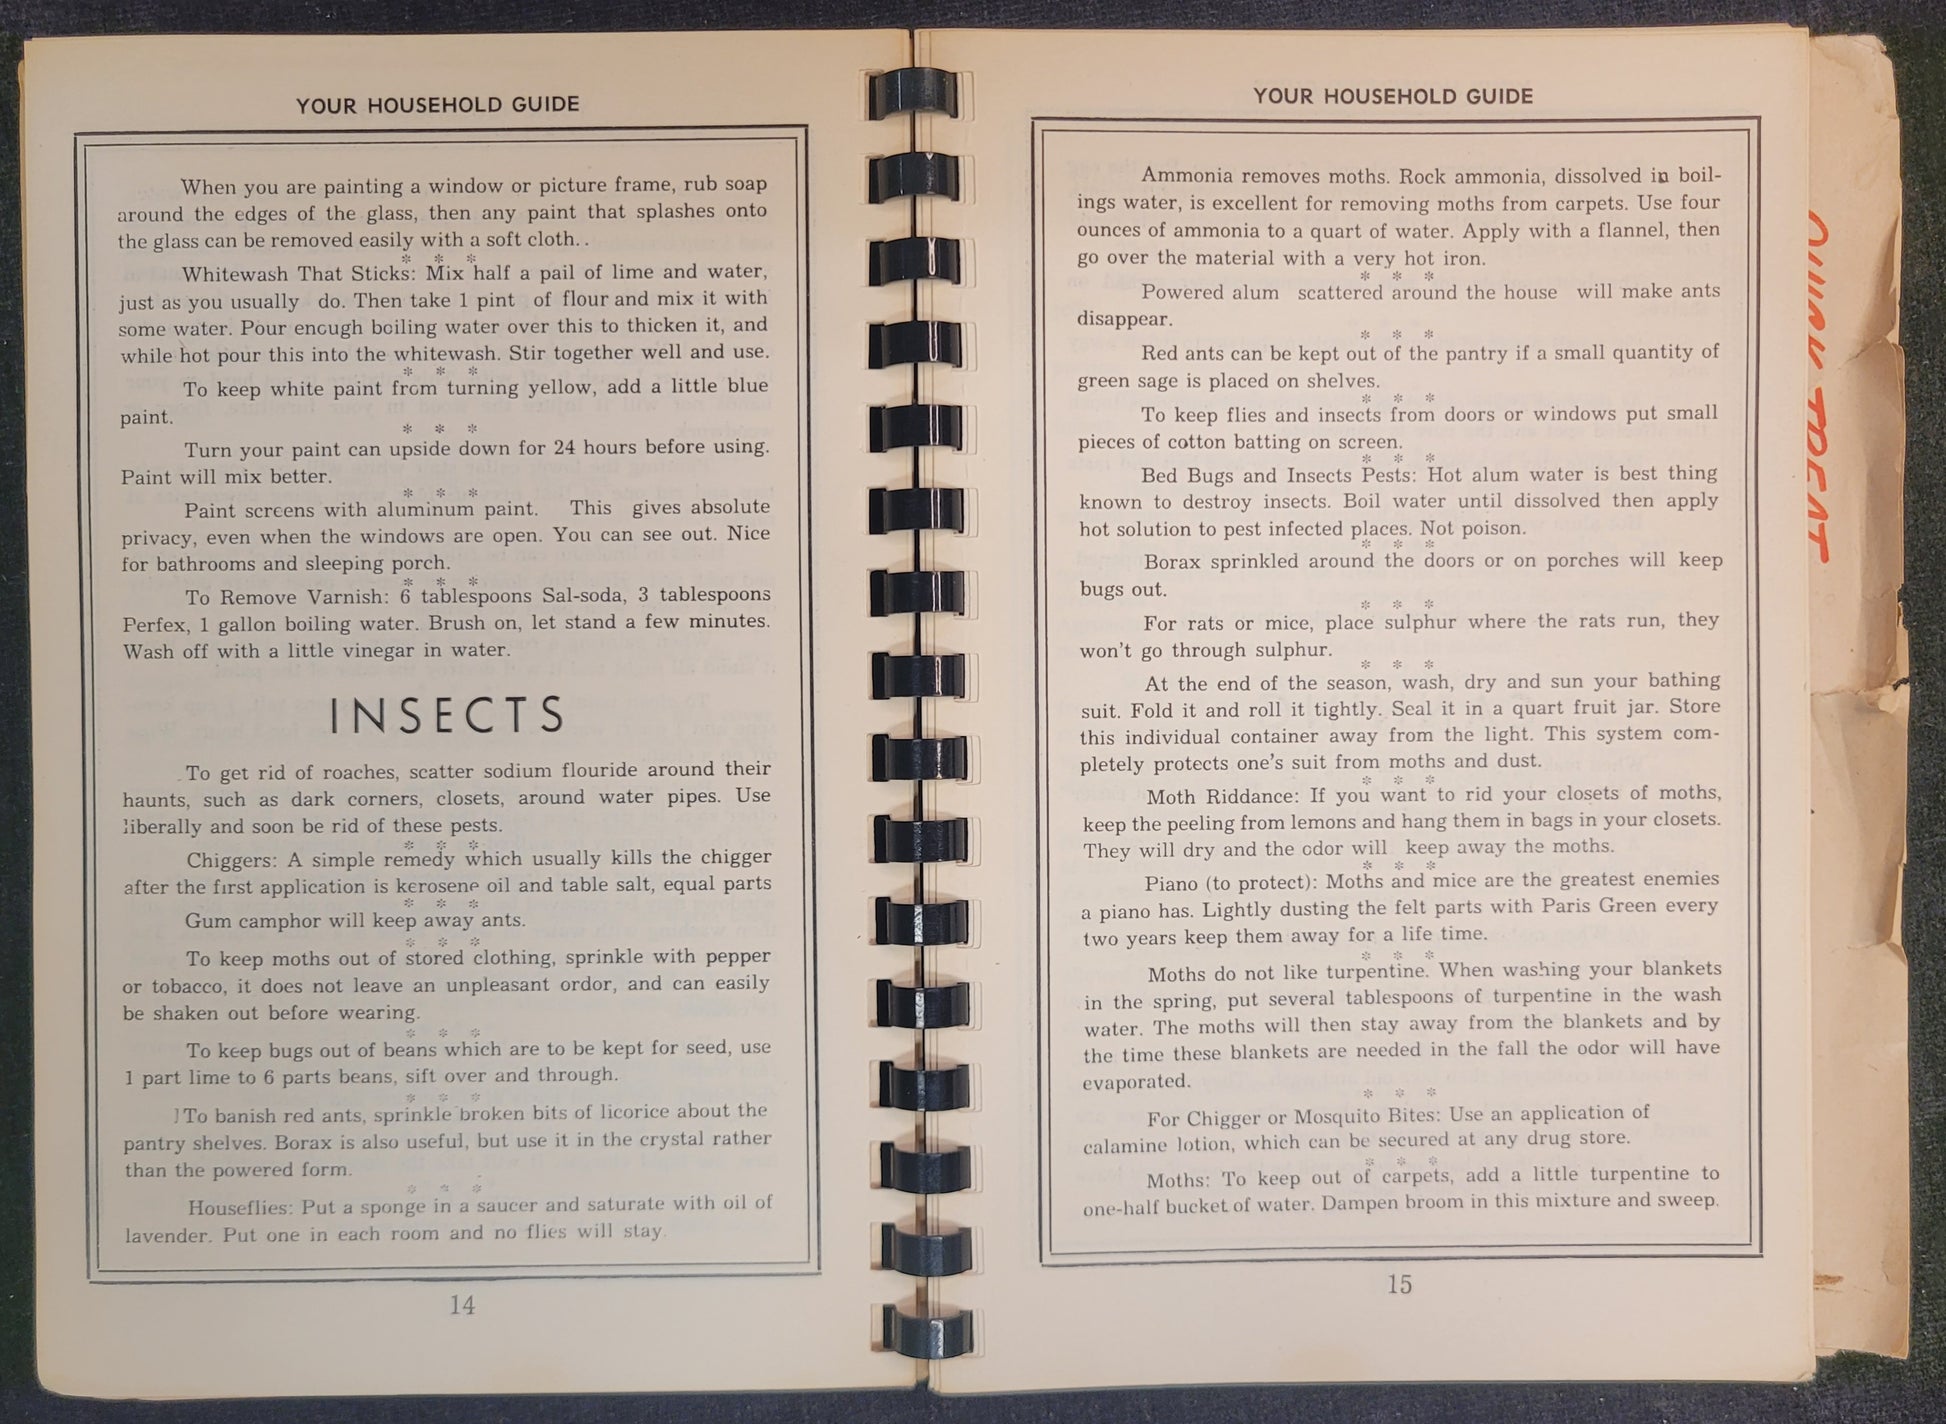 YOUR HOUSEHOLD GUIDE
When you are painting a window or picture frame, rub soap
around the edges of the glass, then any paint that splashes onto
the glass can be removed easily with a soft cloth..
* * *
Whitewash That Sticks: Mix half a pail of lime and water,
just as you usually do. Then take 1 pint of flour and mix it with
some water. Pour enough boiling water over this to thicken it, and
while hot pour this into the whitewash. Stir together well and use.
* * *
To keep white paint from turning yellow, add a little blue
paint.
* * *
Turn your paint can upside down for 24 hours before using.
Paint will mix better.
* * *
Paint screens with aluminum paint. This gives absolute
privacy, even when the windows are open. You can see out. Nice
for bathrooms and sleeping porch.
* * *
To Remove Varnish: 6 tablespoons Sal-soda, 3 tablespoons
Perfex, 1 gallon boiling water. Brush on, let stand a few minutes.
Wash off with a little vinegar in water.
INSECTS
To get rid of roaches, scatter sodium flouride around their
haunts, such as dark corners, closets, around water pipes. Use
liberally and soon be rid of these pests.
* * *
Chiggers: A simple remedy which usually kills the chigger
after the first application is kerosene oil and table salt, equal parts
* * *
Gum camphor will keep away ants.
* * *
To keep moths out of stored clothing, sprinkle with pepper
or tobacco, it does not leave an unpleasant ordor, and can easily
be shaken out before wearing.
* * *
To keep bugs out of beans which are to be kept for seed, use
1 part lime to 6 parts beans, sift over and through.
* * *
To banish red ants, sprinkle broken bits of licorice about the
pantry shelves. Borax is also useful, but use it in the crystal rather
than the powered form.
* * *
Houseflies: Put a sponge in a saucer and saturate with oil of
lavender. Put one in each room and no flies will stay.
14
YOUR HOUSEHOLD GUIDE
Ammonia removes moths. Rock ammonia, dissolved in boil-
ings water, is excellent for removing moths from carpets. Use four
ounces of ammonia to a quart of water. Apply with a flannel, then
go over the material with a very hot iron.
* * *
Powered alum scattered around the house will make ants
disappear.
* * *
Red ants can be kept out of the pantry if a small quantity of
green sage is placed on shelves.
* * *
To keep flies and insects from doors or windows put small
pieces of cotton batting on screen.
* * *
Bed Bugs and Insects Pests: Hot alum water is best thing
known to destroy insects. Boil water until dissolved then apply
hot solution to pest infected places. Not poison.
* * *
Borax sprinkled around the doors or on porches will keep
bugs out.
* * *
For rats or mice, place sulphur where the rats run, they
won't go through sulphur.
* * *
At the end of the season, wash, dry and sun your bathing
suit. Fold it and roll it tightly. Seal it in a quart fruit jar. Store
this individual container away from the light. This system com-
pletely protects one's suit from moths and dust.
* * *
Moth Riddance: If you want to rid your closets of moths,
keep the peeling from lemons and hang them in bags in your closets.
They will dry and the odor will keep away the moths.
* * *
Piano (to protect): Moths and mice are the greatest enemies
a piano has. Lightly dusting the felt parts with Paris Green every
two years keep them away for a life time.
* * *
Moths do not like turpentine. When washing your blankets
in the spring, put several tablespoons of turpentine in the wash
water. The moths will then stay away from the blankets and by
the time these blankets are needed in the fall the odor will have
evaporated.
* * *
For Chigger or Mosquito Bites: Use an application of
calamine lotion, which can be secured at any drug store.
* * *
Moths: To keep out of carpets, add a little turpentine to
one-half bucket of water. Dampen broom in this mixture and sweep.
15